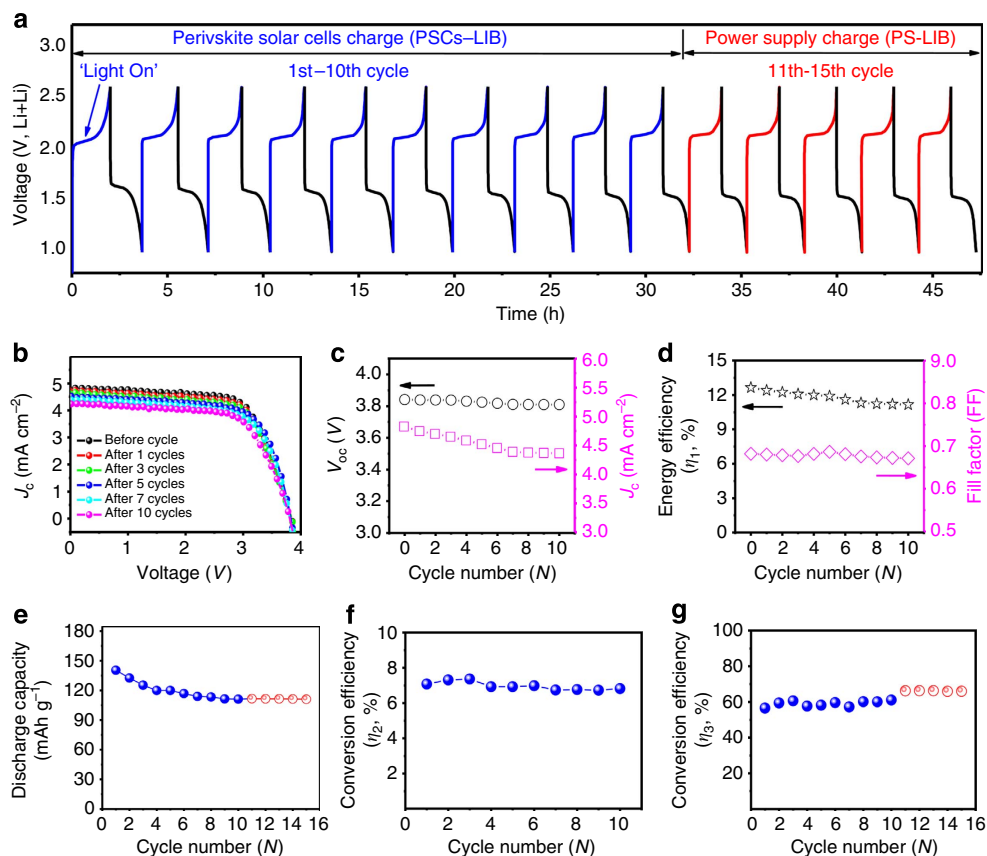 a
Perivskite solar cells charge (PSCs–LIB)
Power supply charge (PS-LIB)
'Light On'
1st–10th cycle
11th-15th cycle
Voltage (V, Li+Li)
3.0
2.5
2.0
1.5
1.0
0 5 10 15 20 25 30 35 40 45
Time (h)
b
Jc (mA cm–2)
5
4
3
2
1
0
Before cycle
After 1 cycles
After 3 cycles
After 5 cycles
After 7 cycles
After 10 cycles
0 1 2 3 4
Voltage (V)
c
Voc (V)
4.0
3.8
3.6
3.4
3.2
3.0
6.0
5.5
5.0
4.5
4.0
3.5
3.0
Jc (mA cm–2)
0 2 4 6 8 10
Cycle number (N)
d
Energy efficiency
(η1, %)
15
12
9
6
3
0
9.0
0.8
0.7
0.6
0.5
Fill factor (FF)
0 2 4 6 8 10
Cycle number (N)
e
Discharge capacity
(mAh g–1)
180
150
120
90
60
30
0
0 2 4 6 8 10 12 14 16
Cycle number (N)
f
Conversion efficiency
(η2, %)
10
8
6
4
2
0 2 4 6 8 10
Cycle number (N)
g
Conversion efficiency
(η3, %)
100
80
60
40
20
0 2 4 6 8 10 12 14 16
Cycle number (N)